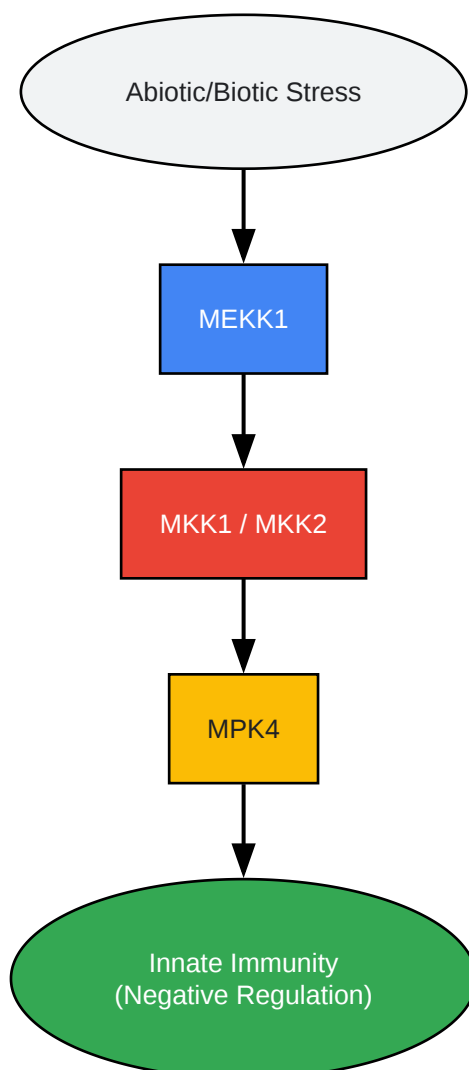 Abiotic/Biotic Stress
MEKK1
MKK1 / MKK2
MPK4
Innate Immunity
(Negative Regulation)